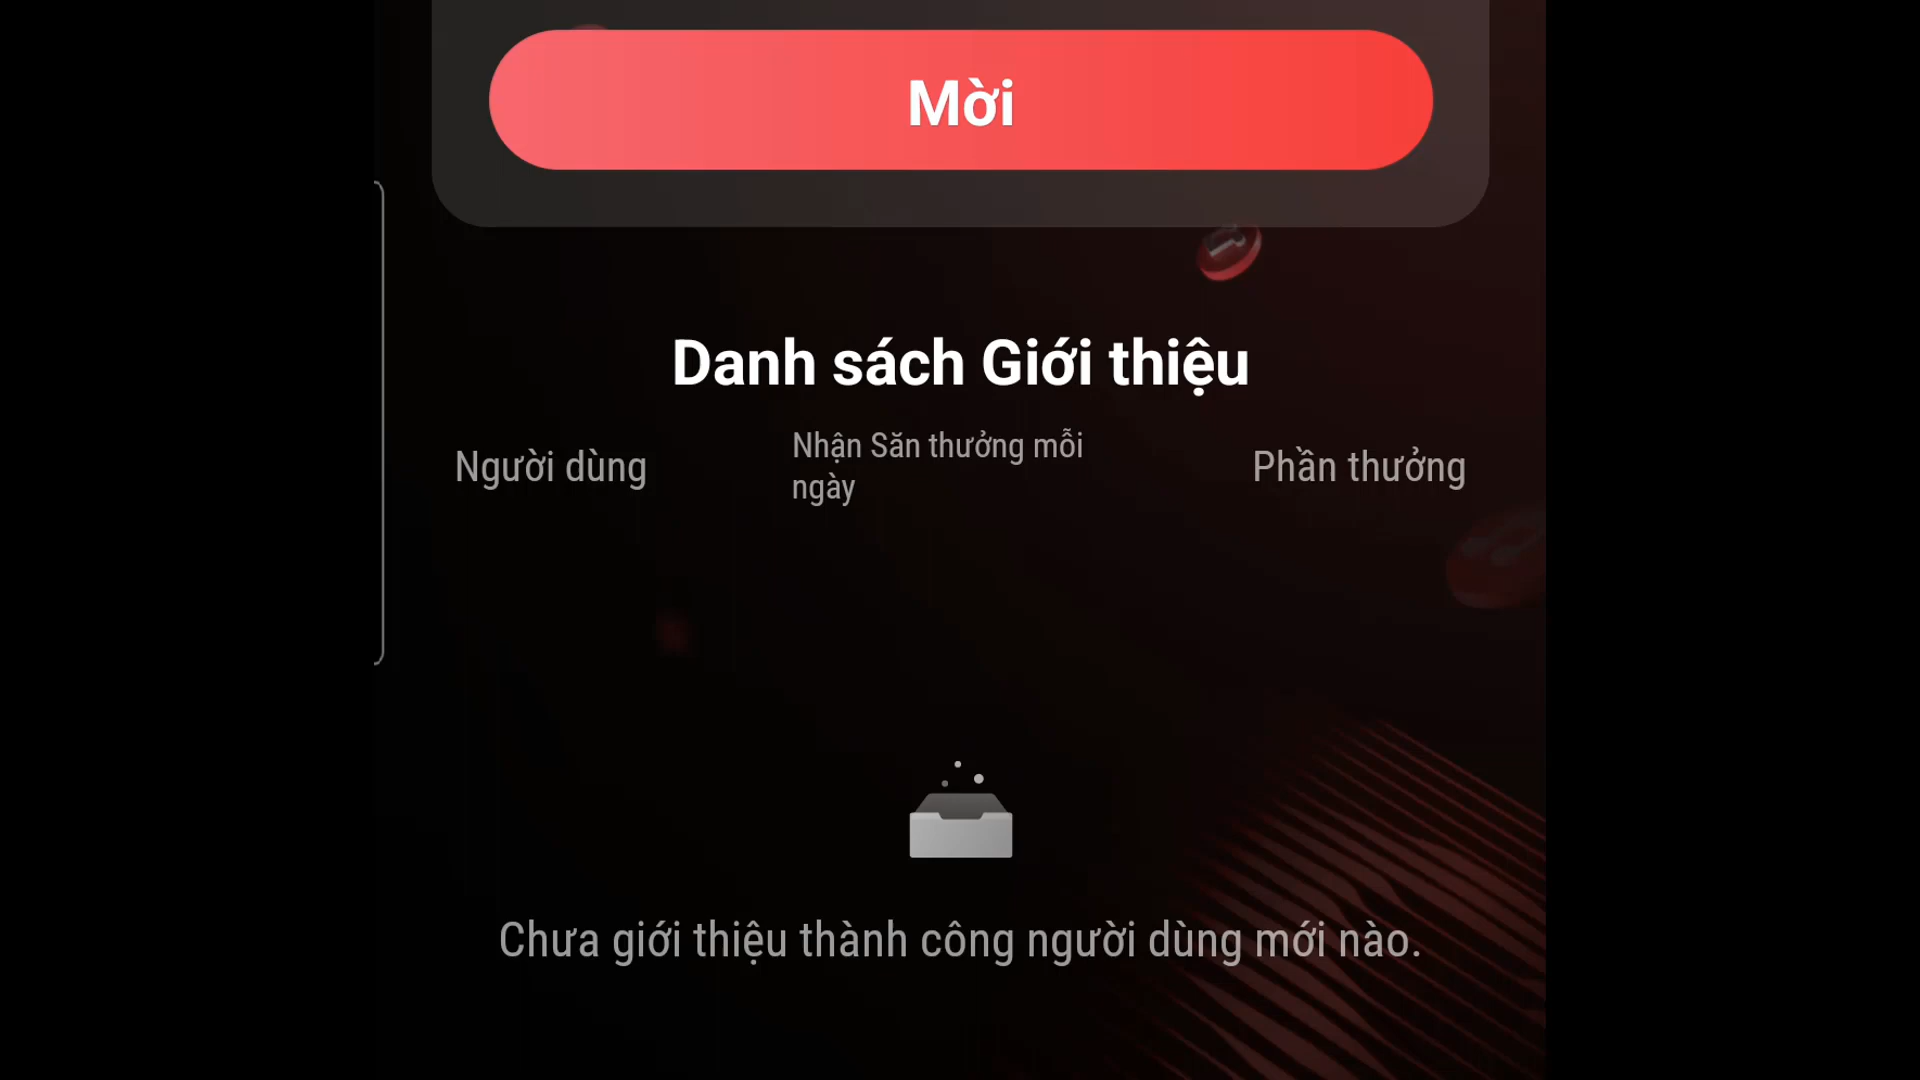 Mời
Danh sách Giới thiệu
Người dùng
Nhận Săn thưởng mỗi
ngày
Phần thưởng
Chưa giới thiệu thành công người dùng mới nào.